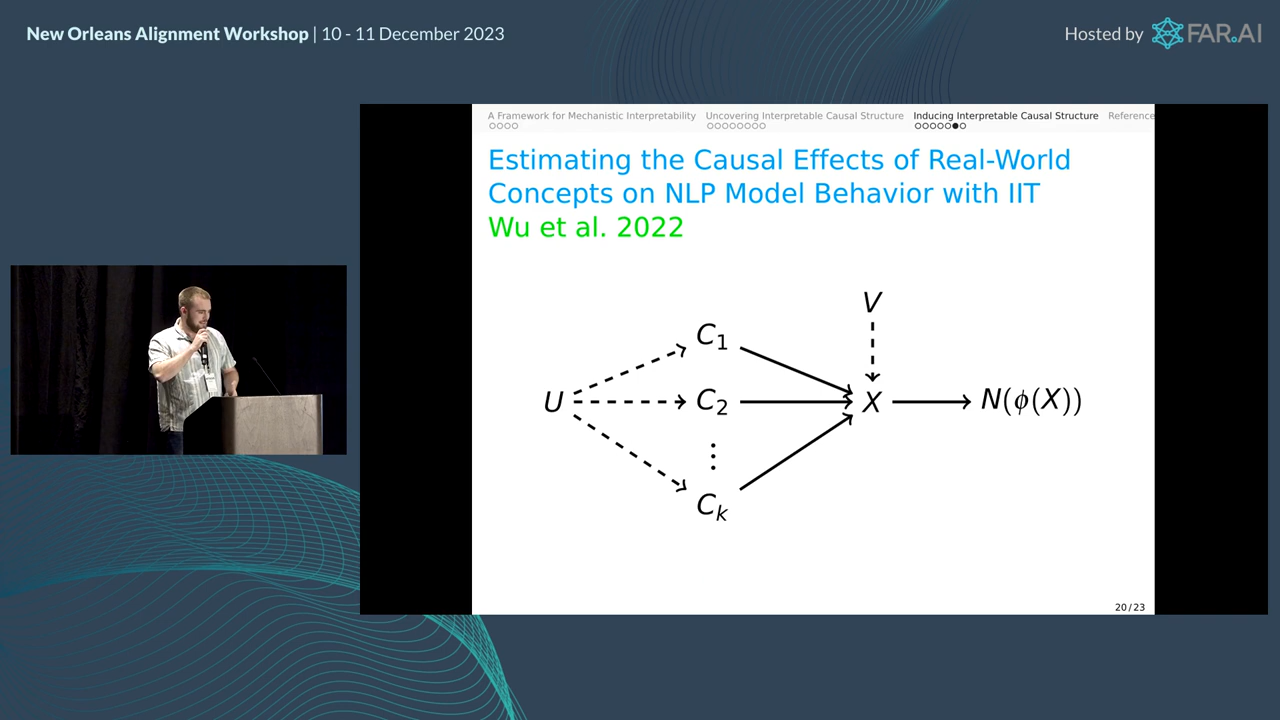 New Orleans Alignment Workshop | 10 - 11 December 2023
Hosted by FAR.AI
A Framework for Mechanistic Interpretability Uncovering Interpretable Causal Structure Inducing Interpretable Causal Structure Reference
Estimating the Causal Effects of Real-World
Concepts on NLP Model Behavior with IIT
Wu et al. 2022
V
C₁
U C₂ X N(ϕ(X))
⋮
Cₖ
20 / 23